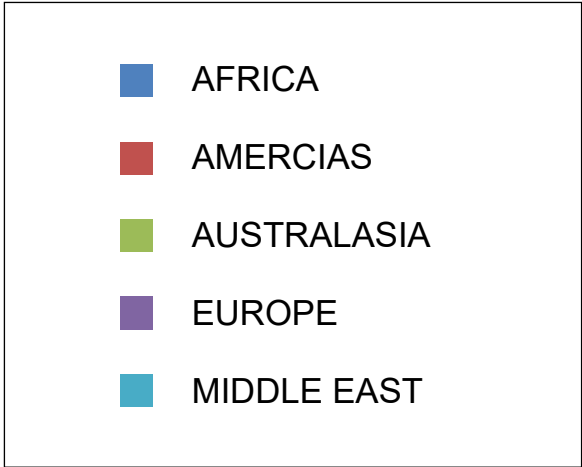 AFRICA
AMERCIAS
AUSTRALASIA
EUROPE
MIDDLE EAST